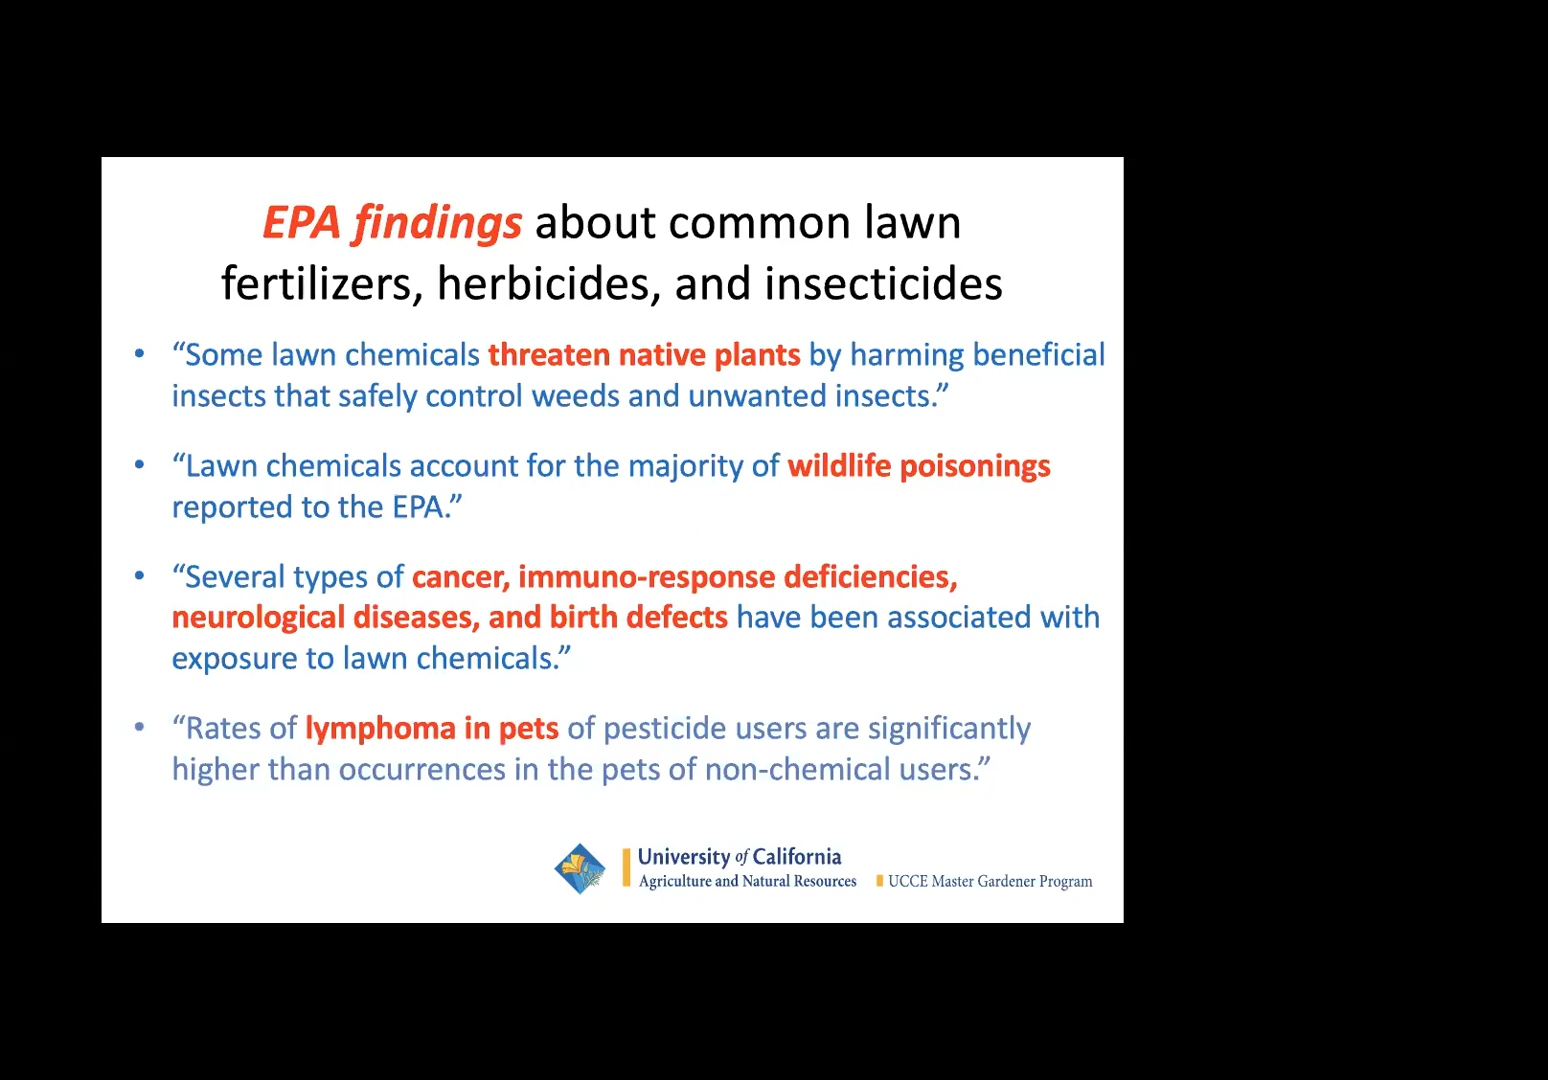 EPA findings about common lawn
fertilizers, herbicides, and insecticides
• “Some lawn chemicals threaten native plants by harming beneficial
insects that safely control weeds and unwanted insects.”
• “Lawn chemicals account for the majority of wildlife poisonings
reported to the EPA.”
• “Several types of cancer, immuno-response deficiencies,
neurological diseases, and birth defects have been associated with
exposure to lawn chemicals.”
• “Rates of lymphoma in pets of pesticide users are significantly
higher than occurrences in the pets of non-chemical users.”
University of California
Agriculture and Natural Resources
UCCE Master Gardener Program